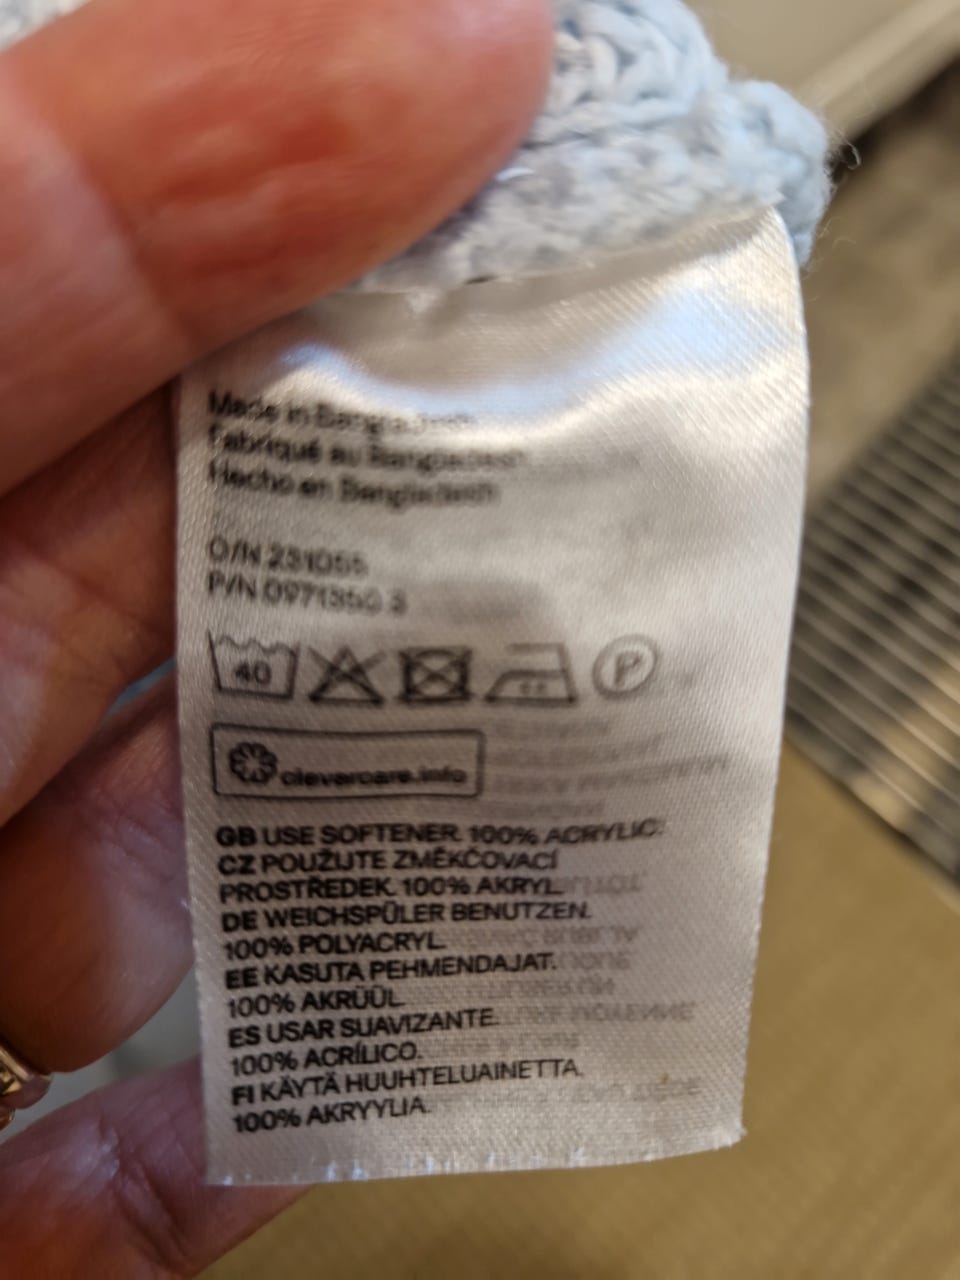 Made in Bangladesh
Fabriqué au Bangladesh
Hecho en Bangladesh
O/N 231055
P/N 0971350 3
40
P
clevercare.info
GB USE SOFTENER. 100% ACRYLIC.
CZ POUŽIJTE ZMĚKČOVACÍ
PROSTŘEDEK. 100% AKRYL.
DE WEICHSPÜLER BENUTZEN.
100% POLYACRYL.
EE KASUTA PEHMENDAJAT.
100% AKRÜÜL.
ES USAR SUAVIZANTE.
100% ACRÍLICO.
FI KÄYTÄ HUUHTELUAINETTA.
100% AKRYYLIA.